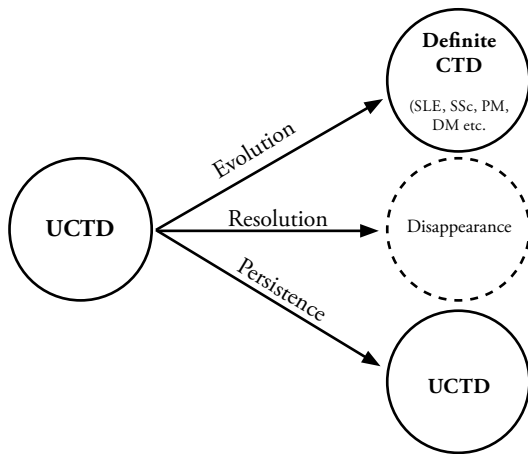 Definite
CTD
(SLE, SSc, PM,
DM etc.
Evolution
UCTD
Resolution
Disappearance
Persistence
UCTD